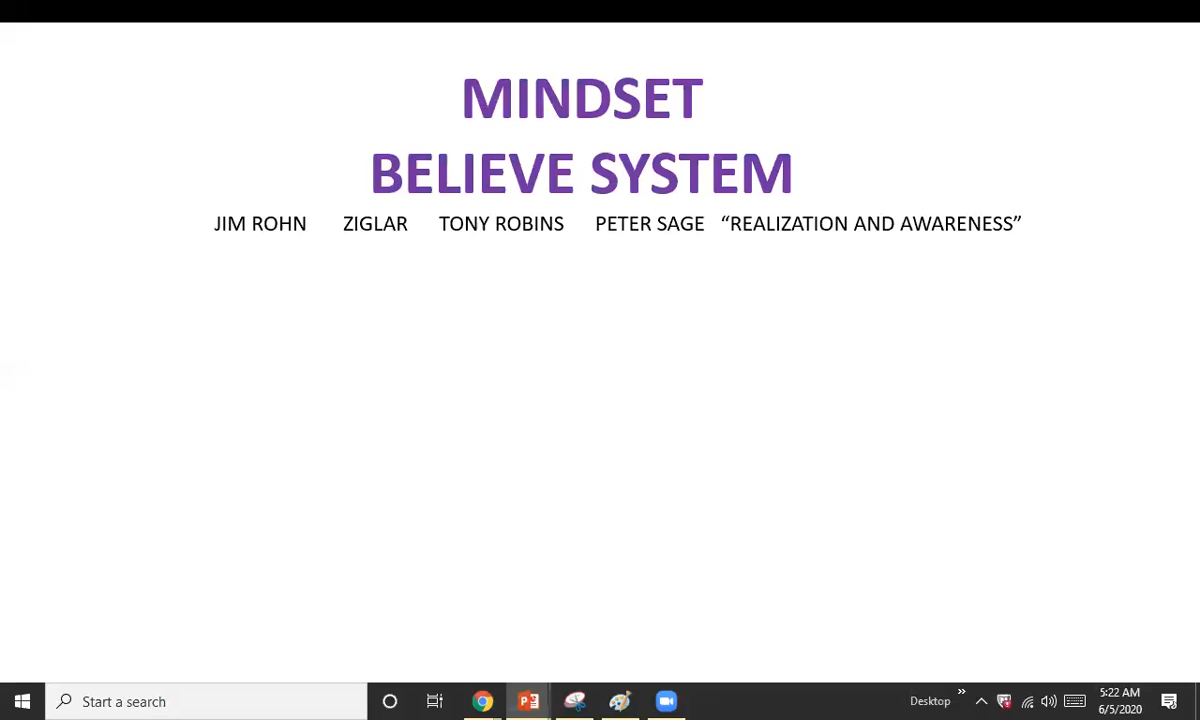 MINDSET
BELIEVE SYSTEM
JIM ROHN ZIGLAR TONY ROBINS PETER SAGE “REALIZATION AND AWARENESS”
Start a search
Desktop
5:22 AM
6/5/2020